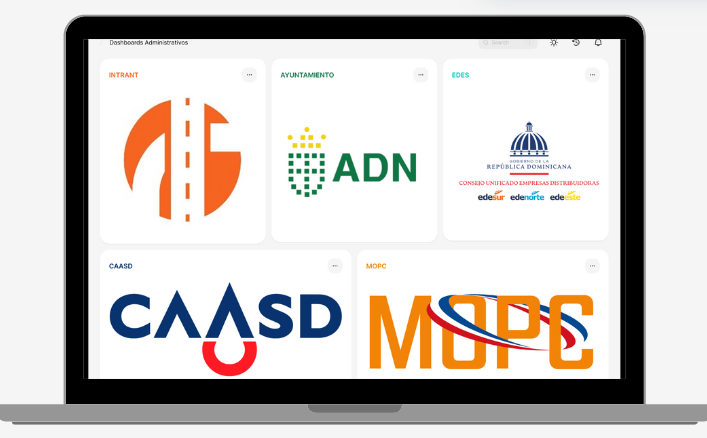 Dashboards Administrativos
Search
INTRANT
AYUNTAMIENTO
EDES
ADN
GOBIERNO DE LA
REPÚBLICA DOMINICANA
CONSEJO UNIFICADO EMPRESAS DISTRIBUIDORAS
edesur edenorte edeeste
CAASD
MOPC
CAASD
MOPC